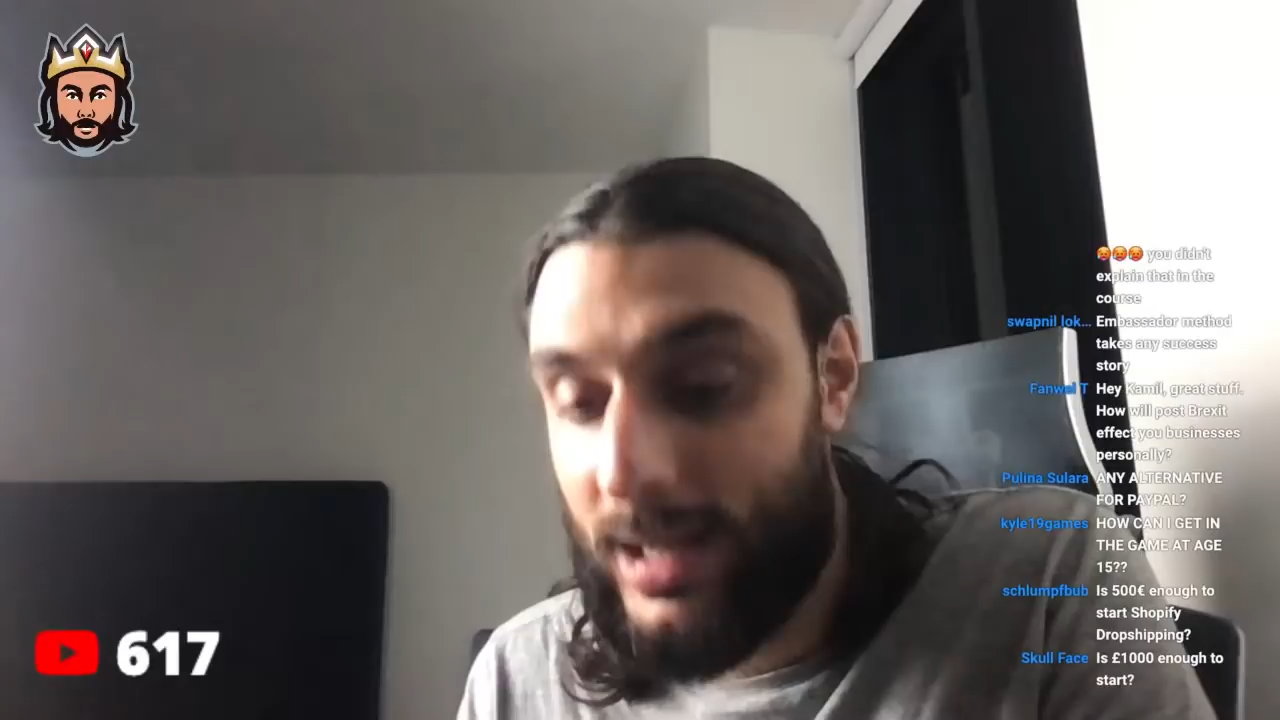 🥵🥵🥵 you didn't
explain that in the
course
swapnil lok... Embassador method
takes any success
story
Fanwal T Hey Kamil, great stuff.
How will post Brexit
effect you businesses
personally?
Pulina Sulara ANY ALTERNATIVE
FOR PAYPAL?
kyle19games HOW CAN I GET IN
THE GAME AT AGE
15??
schlumpfbub Is 500€ enough to
start Shopify
Dropshipping?
Skull Face Is £1000 enough to
start?
617